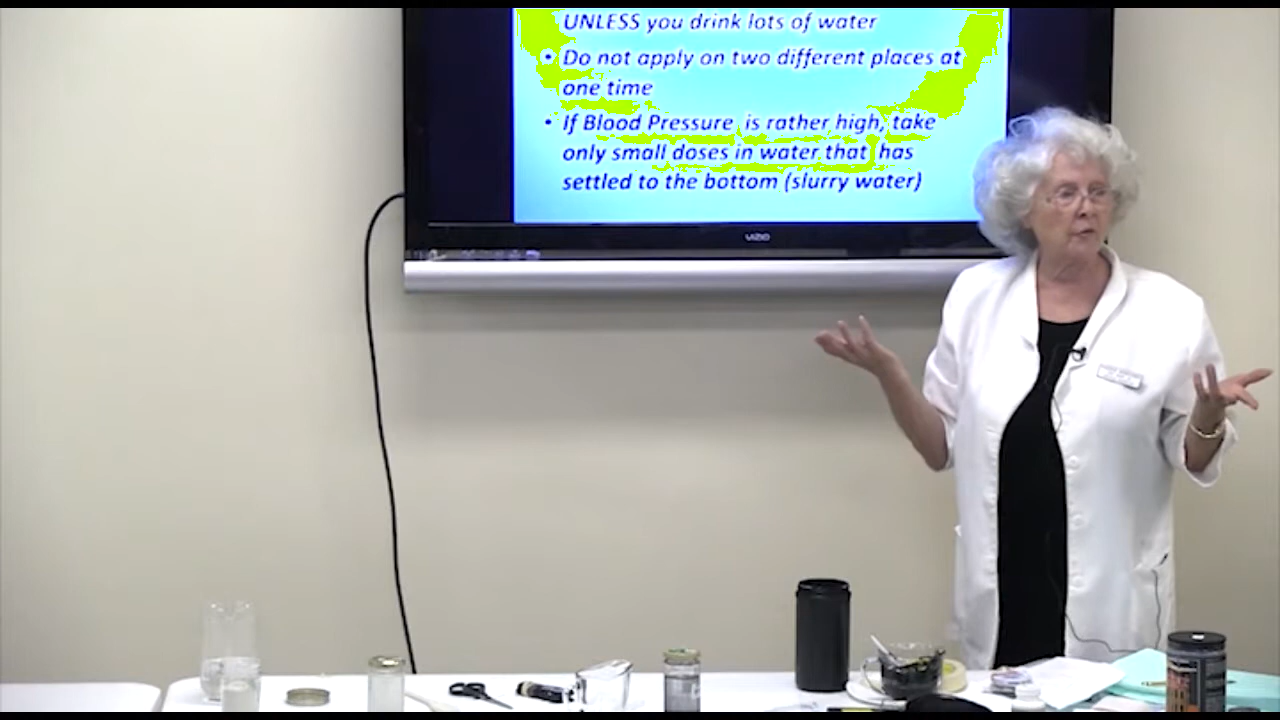 UNLESS you drink lots of water
• Do not apply on two different places at
one time
• If Blood Pressure is rather high, take
only small doses in water that has
settled to the bottom (slurry water)
VIZIO